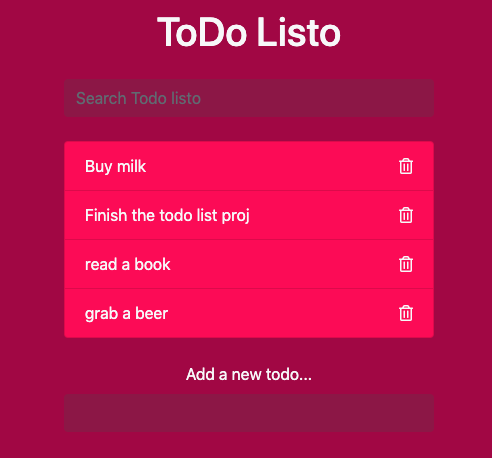 ToDo Listo
Search Todo listo
Buy milk
Finish the todo list proj
read a book
grab a beer
Add a new todo...